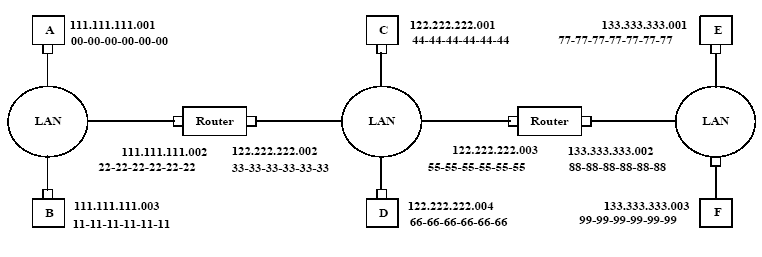 A 111.111.111.001
00-00-00-00-00-00
C 122.222.222.001
44-44-44-44-44-44
133.333.333.001 E
77-77-77-77-77-77-77
LAN
Router
LAN
Router
LAN
111.111.111.002
22-22-22-22-22-22
122.222.222.002
33-33-33-33-33-33
122.222.222.003
55-55-55-55-55-55
133.333.333.002
88-88-88-88-88-88
B 111.111.111.003
11-11-11-11-11-11
D 122.222.222.004
66-66-66-66-66-66
133.333.333.003 F
99-99-99-99-99-99